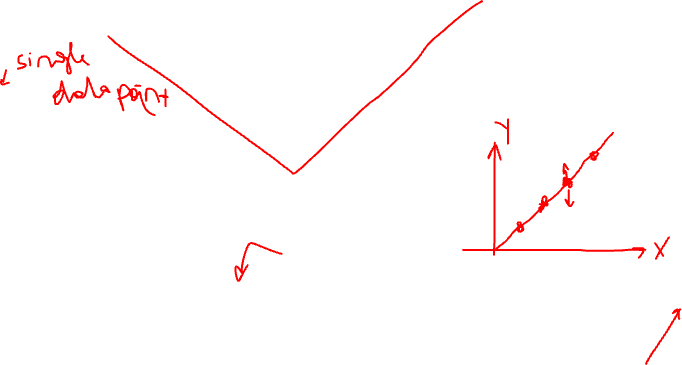 single
data point
Y
X